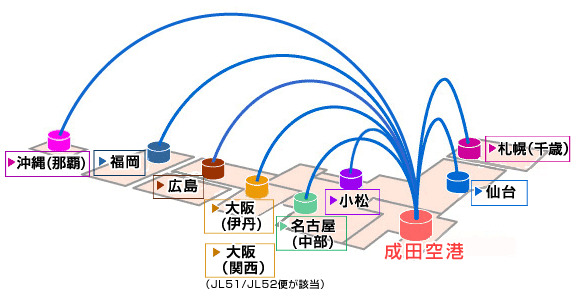 ▶沖縄(那覇)
▶福岡
▶広島
▶大阪
(伊丹)
▶大阪
(関西)
(JL51/JL52便が該当)
▶名古屋
(中部)
▶小松
成田空港
▶仙台
▶札幌(千歳)